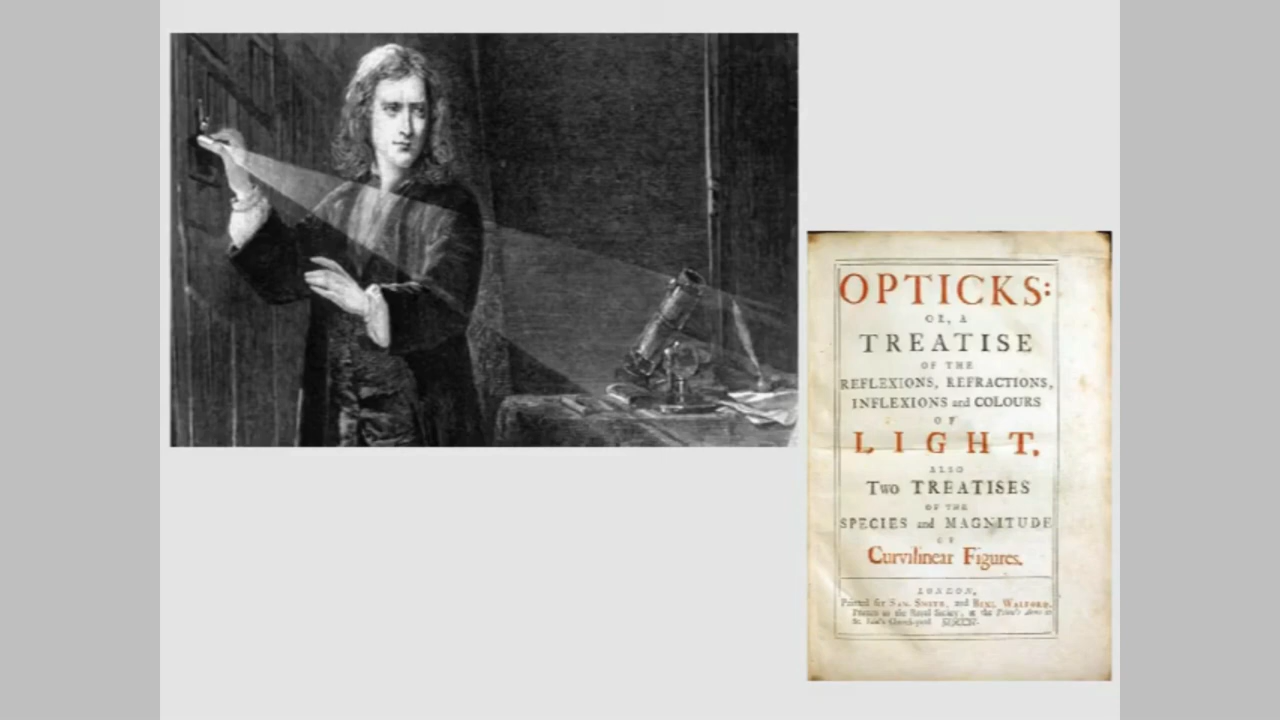 OPTICKS:
OR, A
TREATISE
OF THE
REFLEXIONS, REFRACTIONS,
INFLEXIONS and COLOURS
OF
LIGHT.
ALSO
Two TREATISES
OF THE
SPECIES and MAGNITUDE
OF
Curvilinear Figures.
LONDON,
Printed for SAM. SMITH, and BENJ. WALFORD,
Printers to the Royal Society, at the Prince's Arms in
St. Paul's Church-yard